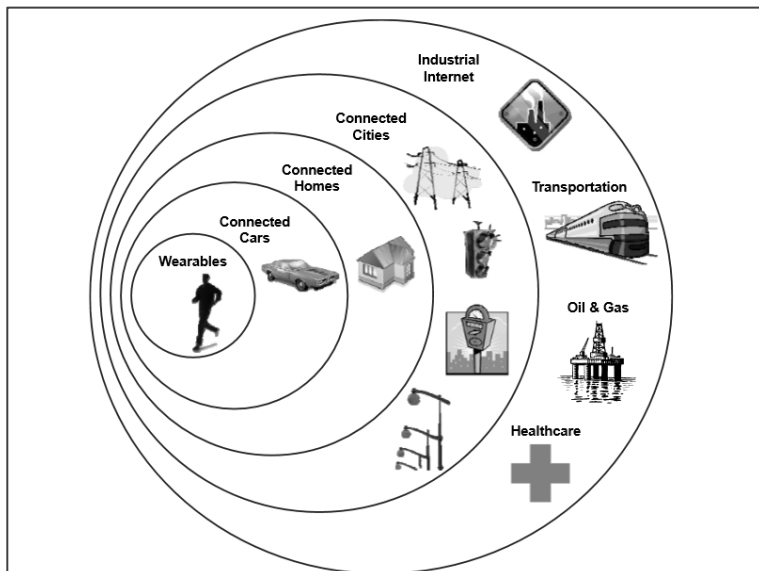 Industrial
Internet
Connected
Cities
Connected
Homes
Transportation
Connected
Cars
Wearables
Oil & Gas
Healthcare